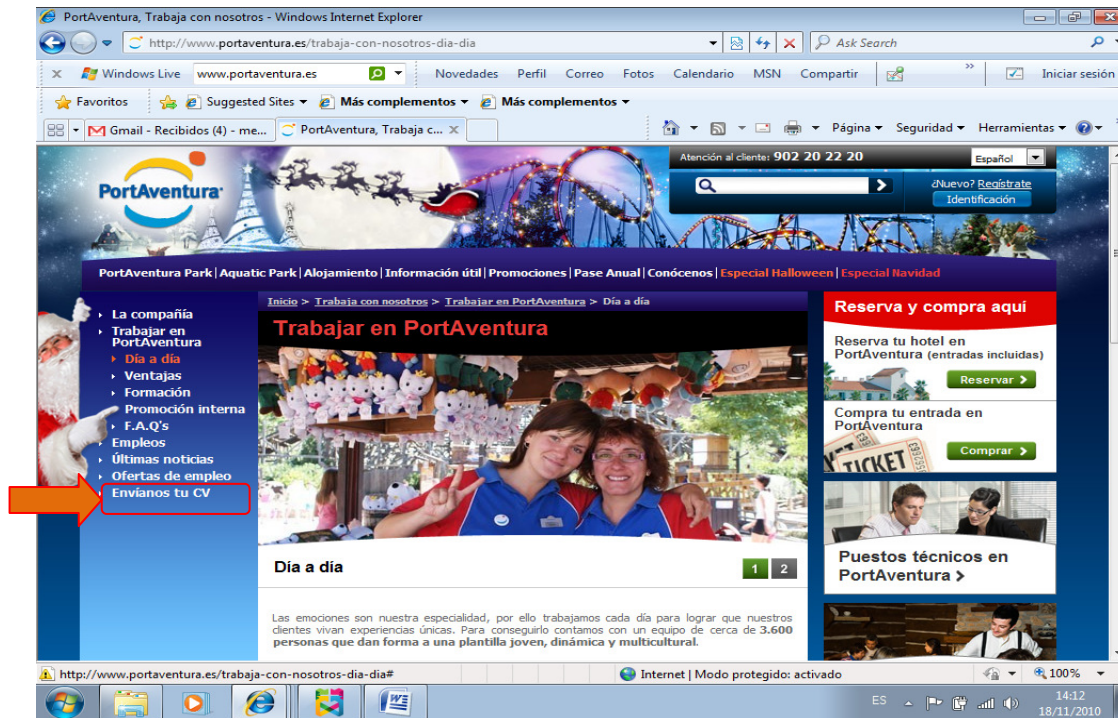 PortAventura, Trabaja con nosotros - Windows Internet Explorer
http://www.portaventura.es/trabaja-con-nosotros-dia-dia
Ask Search
Windows Live www.portaventura.es Novedades Perfil Correo Fotos Calendario MSN Compartir » Iniciar sesión
Favoritos Suggested Sites Más complementos Más complementos
Gmail - Recibidos (4) - me... PortAventura, Trabaja c... Página Seguridad Herramientas
Atención al cliente: 902 20 22 20 Español
PortAventura
¿Nuevo? Regístrate
Identificación
PortAventura Park | Aquatic Park | Alojamiento | Información útil | Promociones | Pase Anual | Conócenos | Especial Halloween | Especial Navidad
Inicio > Trabaja con nosotros > Trabajar en PortAventura > Día a día
La compañía
Trabajar en
PortAventura
Día a día
Ventajas
Formación
Promoción interna
F.A.Q's
Empleos
Últimas noticias
Ofertas de empleo
Envíanos tu CV
Trabajar en PortAventura
Día a día
1 2
Las emociones son nuestra especialidad, por ello trabajamos cada día para lograr que nuestros
clientes vivan experiencias únicas. Para conseguirlo contamos con un equipo de cerca de 3.600
personas que dan forma a una plantilla joven, dinámica y multicultural.
Reserva y compra aquí
Reserva tu hotel en
PortAventura (entradas incluidas)
Reservar >
Compra tu entrada en
PortAventura
TICKET
Comprar >
Puestos técnicos en
PortAventura >
http://www.portaventura.es/trabaja-con-nosotros-dia-dia# Internet | Modo protegido: activado 100%
ES 14:12
18/11/2010